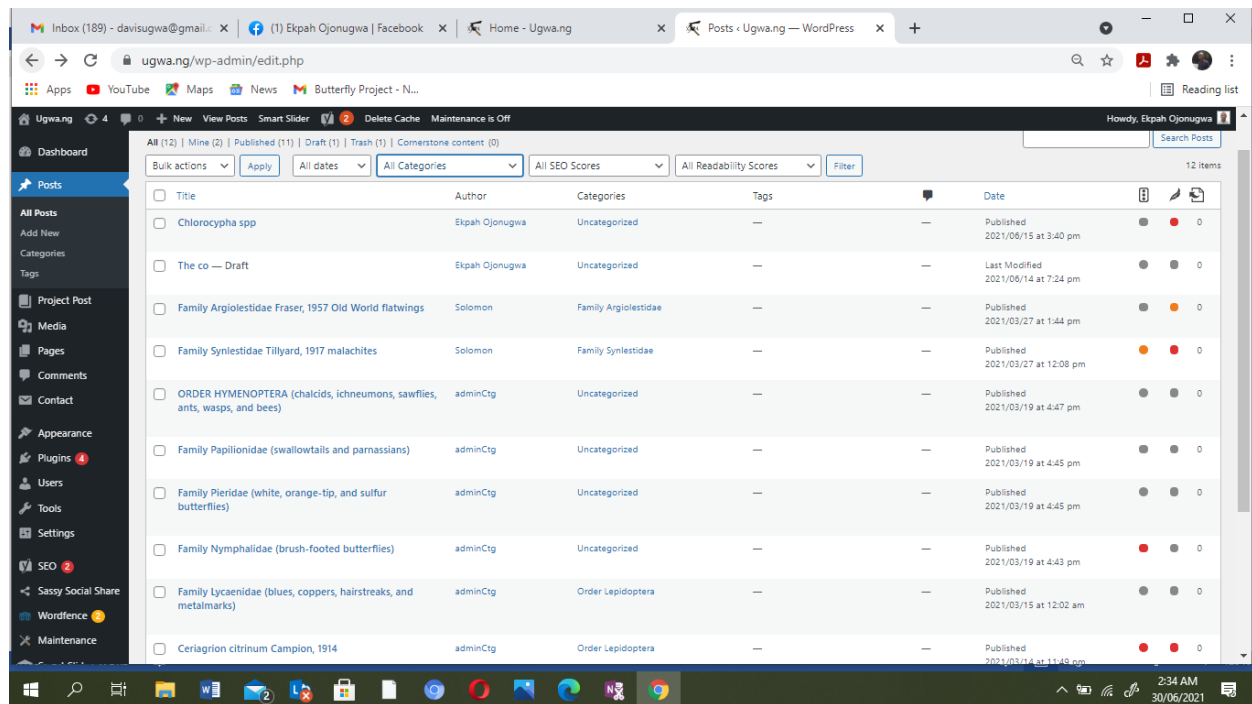 Inbox (189) - davisugwa@gmail.c
(1) Ekpah Ojonugwa | Facebook
Home - Ugwa.ng
Posts ‹ Ugwa.ng — WordPress
ugwa.ng/wp-admin/edit.php
Apps YouTube Maps News Butterfly Project - N... Reading list
Ugwa.ng 4 0 New View Posts Smart Slider 2 Delete Cache Maintenance is Off Howdy, Ekpah Ojonugwa
All (12) | Mine (2) | Published (11) | Draft (1) | Trash (1) | Cornerstone content (0)
Search Posts
Bulk actions Apply All dates All Categories All SEO Scores All Readability Scores Filter 12 items
Title Author Categories Tags Date
Chlorocypha spp Ekpah Ojonugwa Uncategorized — — Published 0
2021/06/15 at 3:40 pm
The co — Draft Ekpah Ojonugwa Uncategorized — — Last Modified 0
2021/06/14 at 7:24 pm
Family Argiolestidae Fraser, 1957 Old World flatwings Solomon Family Argiolestidae — — Published 0
2021/03/27 at 1:44 pm
Family Synlestidae Tillyard, 1917 malachites Solomon Family Synlestidae — — Published 0
2021/03/27 at 12:08 pm
ORDER HYMENOPTERA (chalcids, ichneumons, sawflies, adminCtg Uncategorized — — Published 0
ants, wasps, and bees) 2021/03/19 at 4:47 pm
Family Papilionidae (swallowtails and parnassians) adminCtg Uncategorized — — Published 0
2021/03/19 at 4:45 pm
Family Pieridae (white, orange-tip, and sulfur adminCtg Uncategorized — — Published 0
butterflies) 2021/03/19 at 4:45 pm
Family Nymphalidae (brush-footed butterflies) adminCtg Uncategorized — — Published 0
2021/03/19 at 4:43 pm
Family Lycaenidae (blues, coppers, hairstreaks, and adminCtg Order Lepidoptera — — Published 0
metalmarks) 2021/03/15 at 12:02 am
Ceriagrion citrinum Campion, 1914 adminCtg Order Lepidoptera — — Published 0
2021/03/14 at 11:49 pm
Dashboard
Posts
All Posts
Add New
Categories
Tags
Project Post
Media
Pages
Comments
Contact
Appearance
Plugins 4
Users
Tools
Settings
SEO 2
Sassy Social Share
Wordfence 2
Maintenance
2:34 AM
30/06/2021